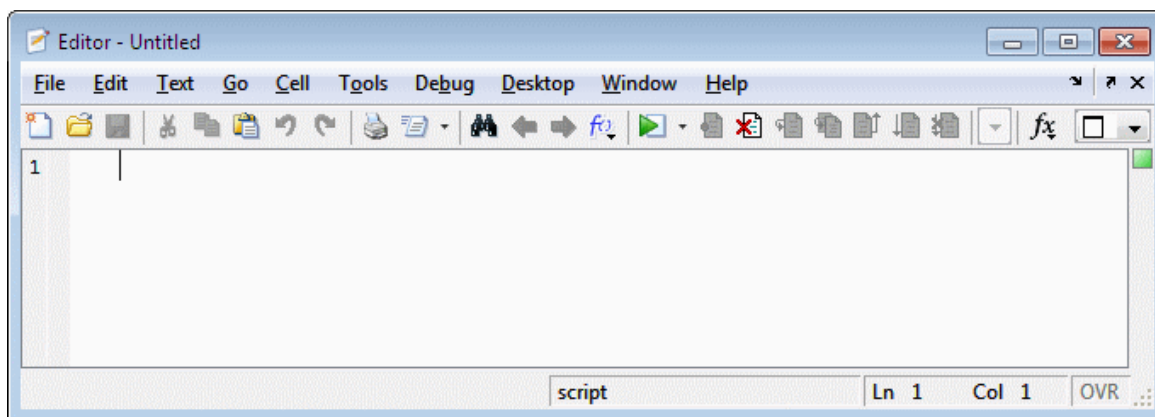 Editor - Untitled
File Edit Text Go Cell Tools Debug Desktop Window Help
fx
1
script Ln 1 Col 1 OVR